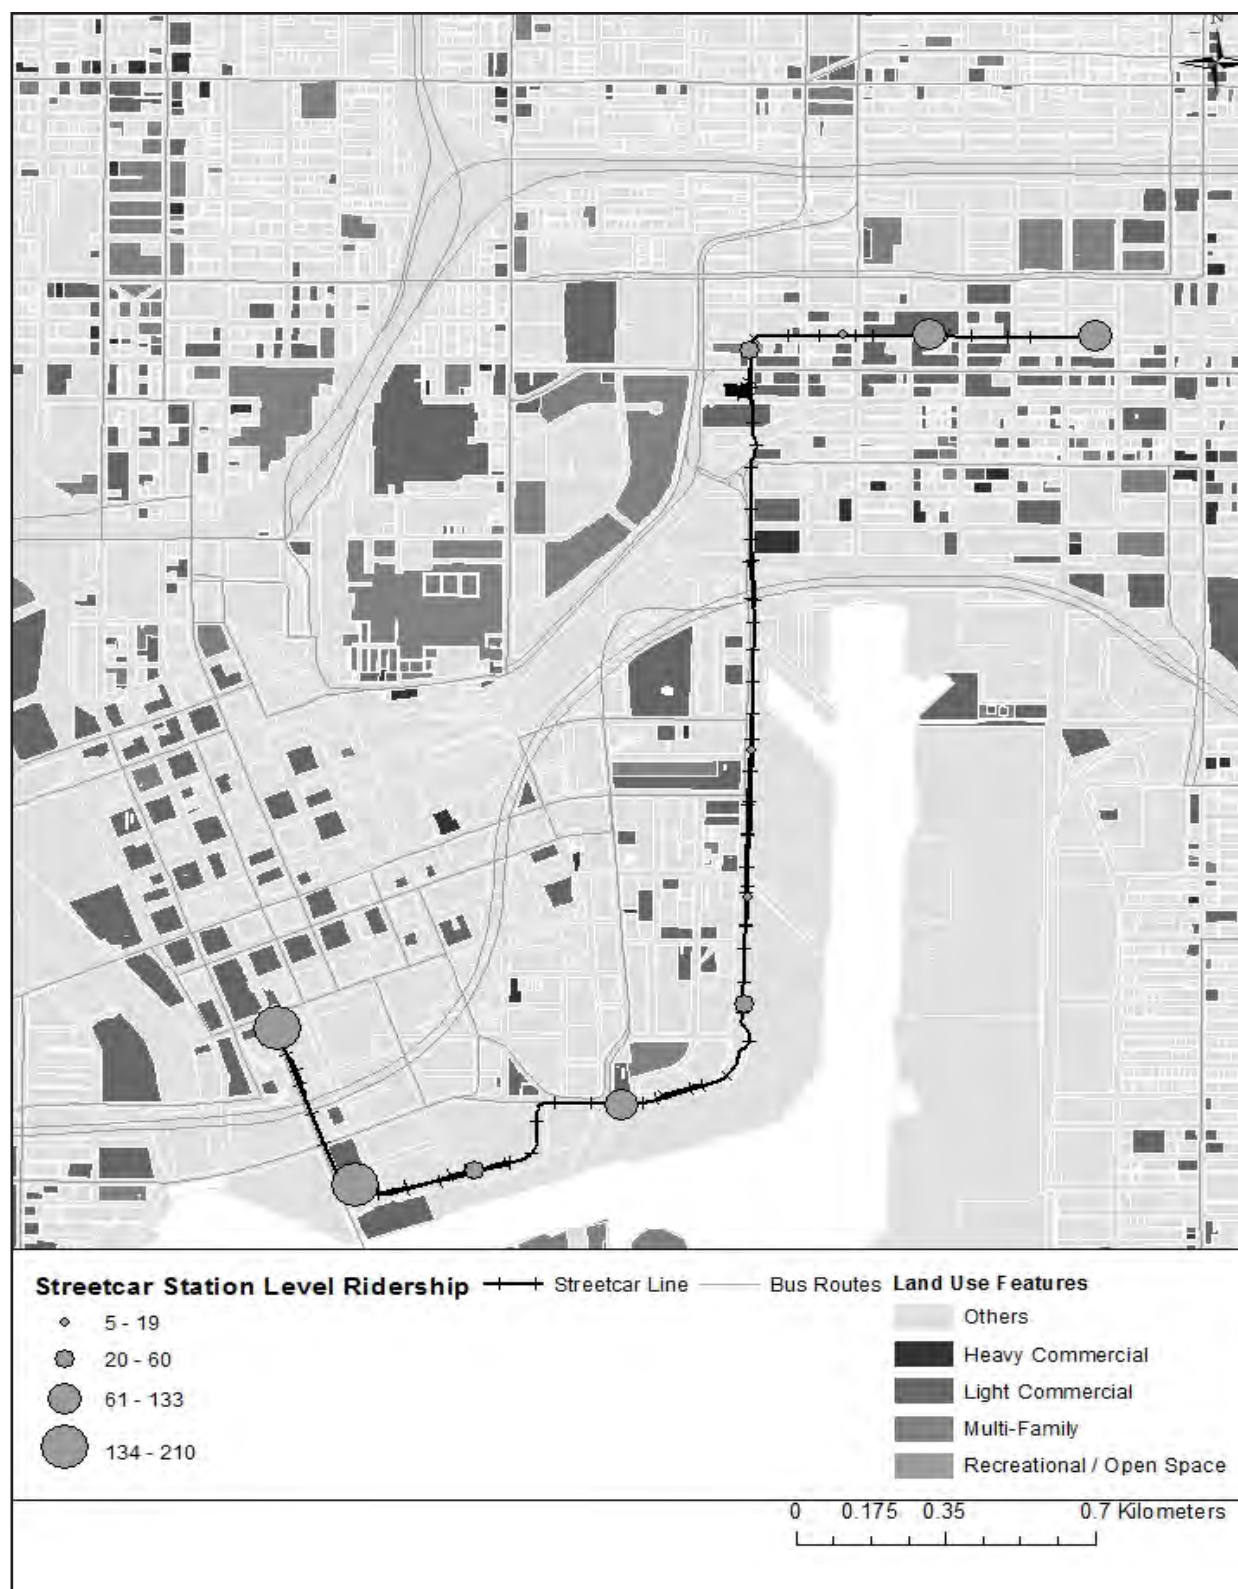 N
Streetcar Station Level Ridership Streetcar Line Bus Routes Land Use Features
5 - 19 Others
20 - 60 Heavy Commercial
61 - 133 Light Commercial
134 - 210 Multi-Family
Recreational / Open Space
0 0.175 0.35 0.7 Kilometers